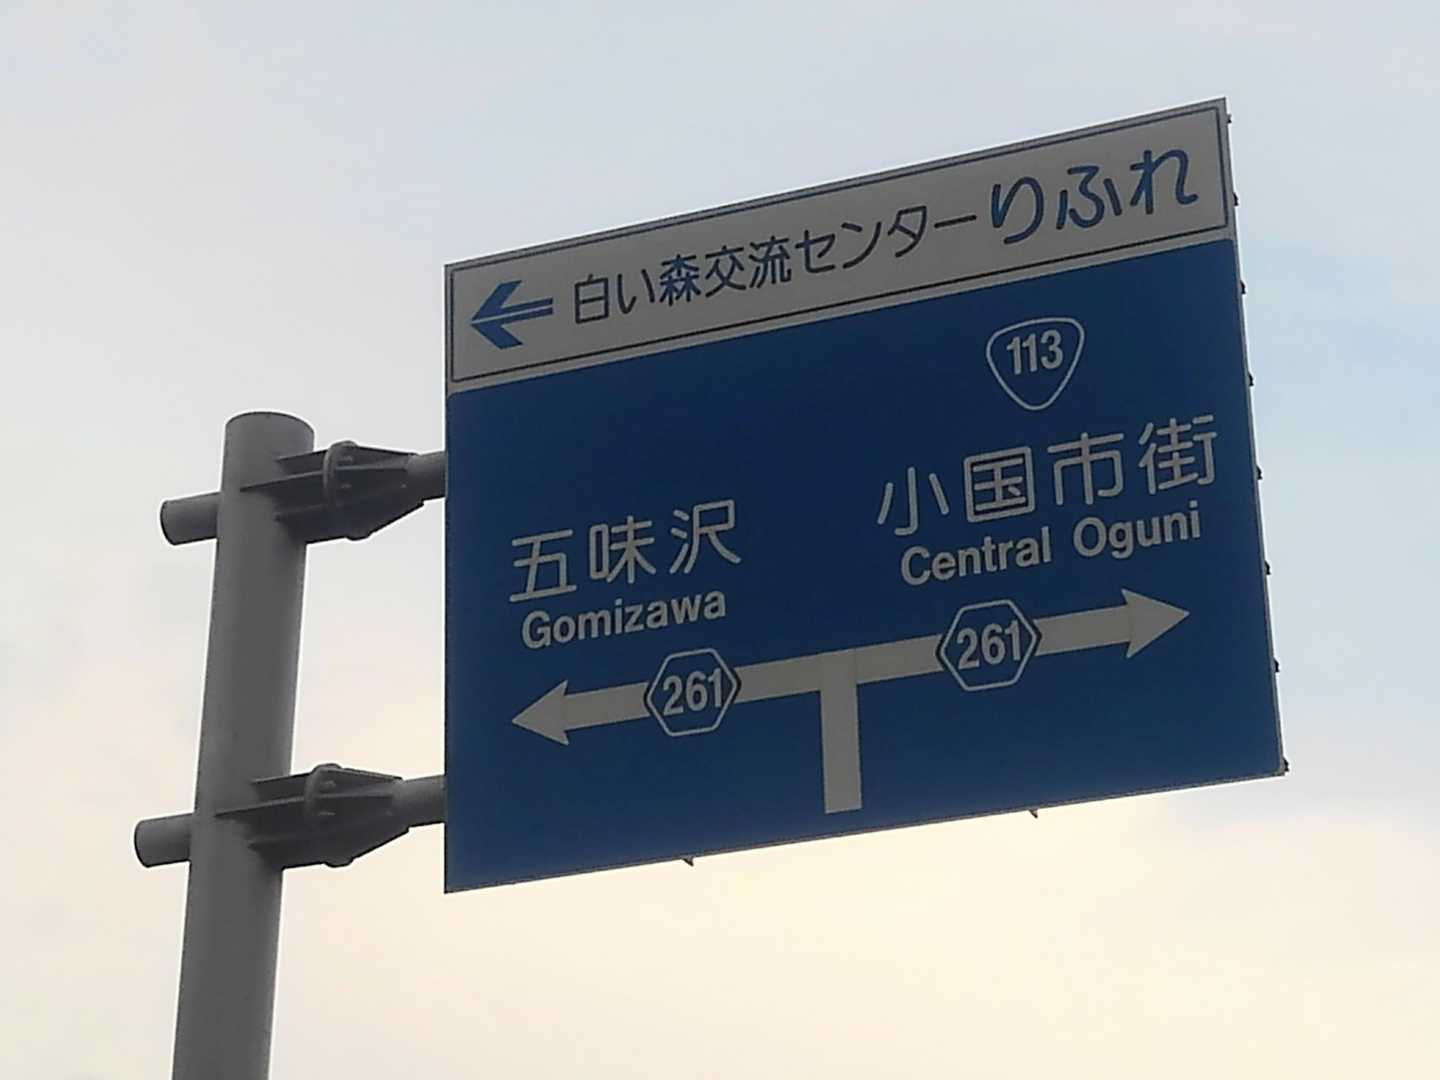 白い森交流センターりふれ
113
小国市街
Central Oguni
五味沢
Gomizawa
261
261